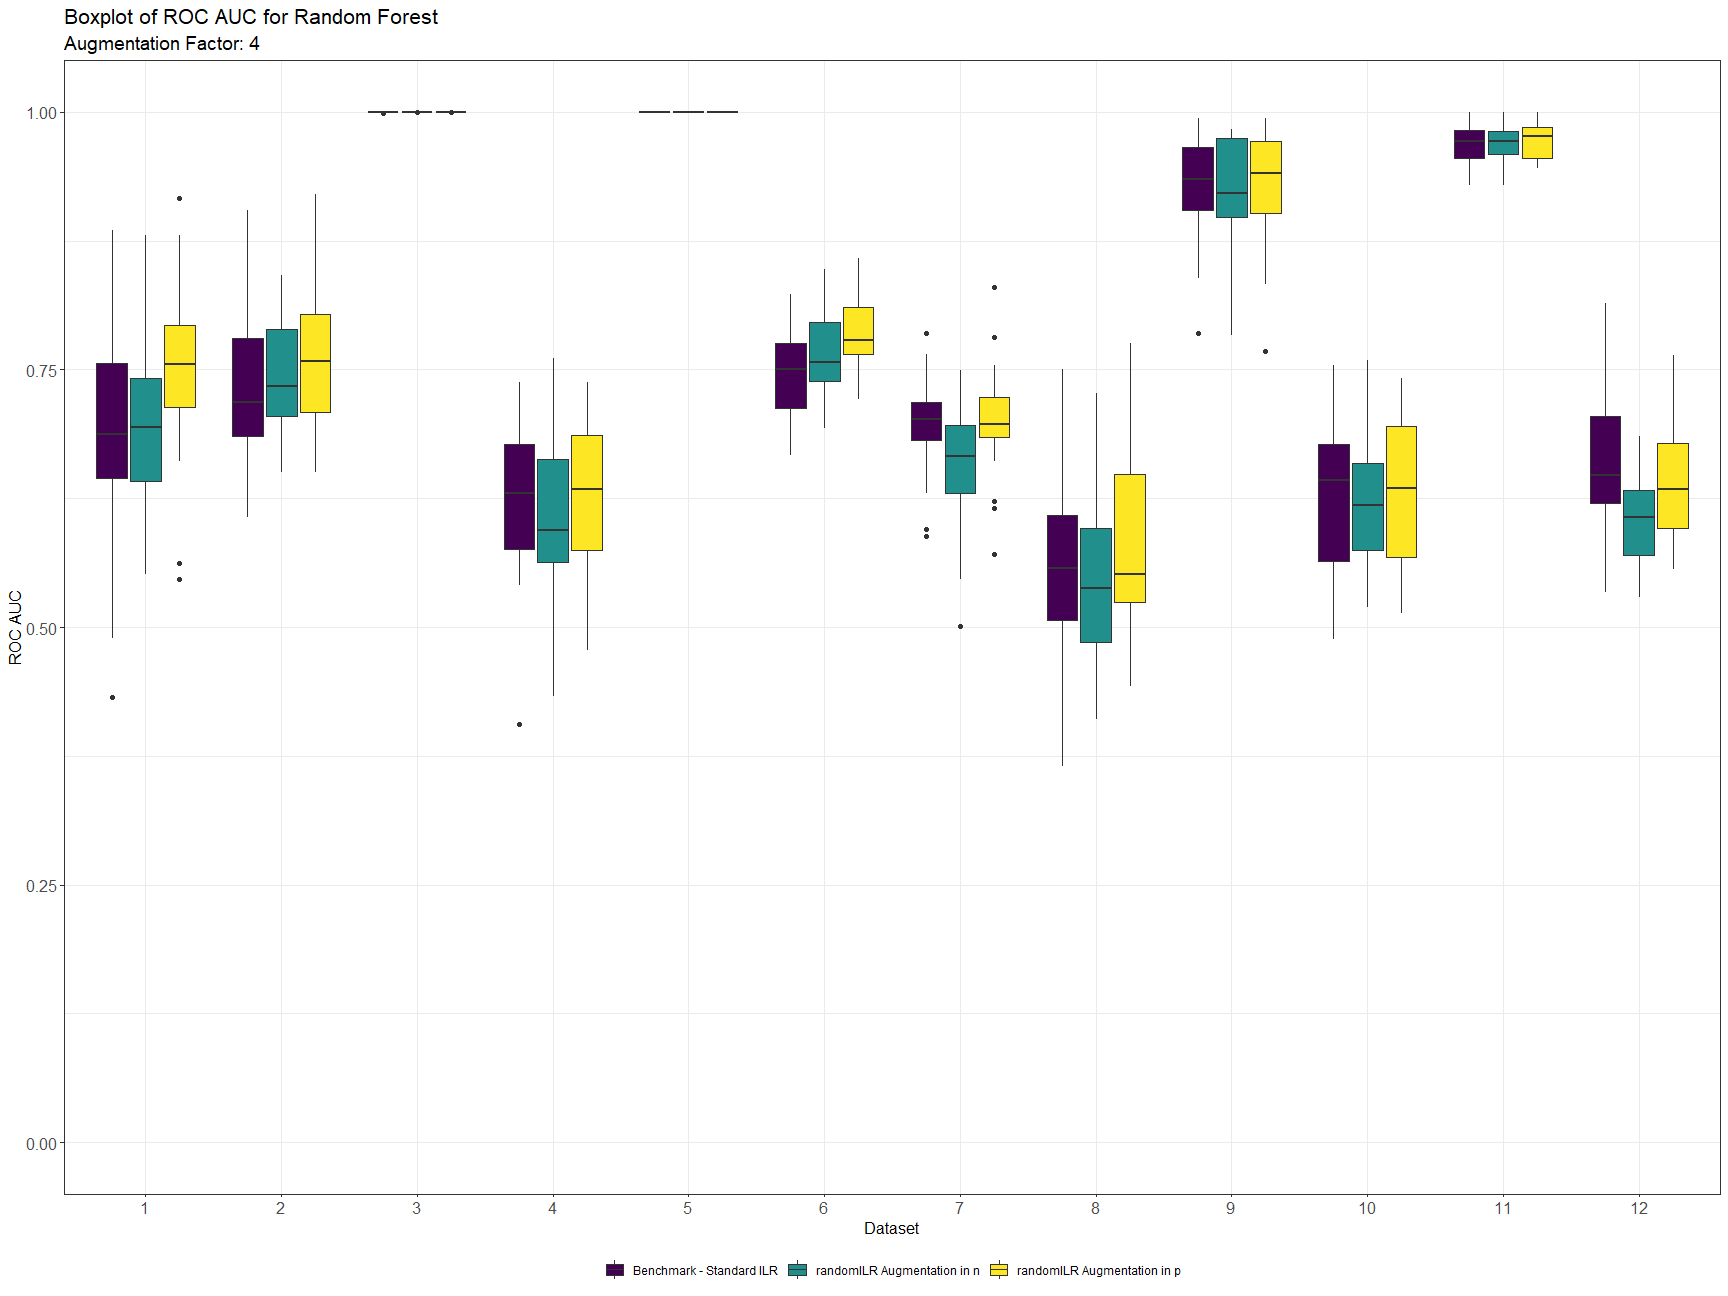 Boxplot of ROC AUC for Random Forest
Augmentation Factor: 4
1.00
0.75
0.50
0.25
0.00
ROC AUC
1 2 3 4 5 6 7 8 9 10 11 12
Dataset
Benchmark - Standard ILR randomILR Augmentation in n randomILR Augmentation in p